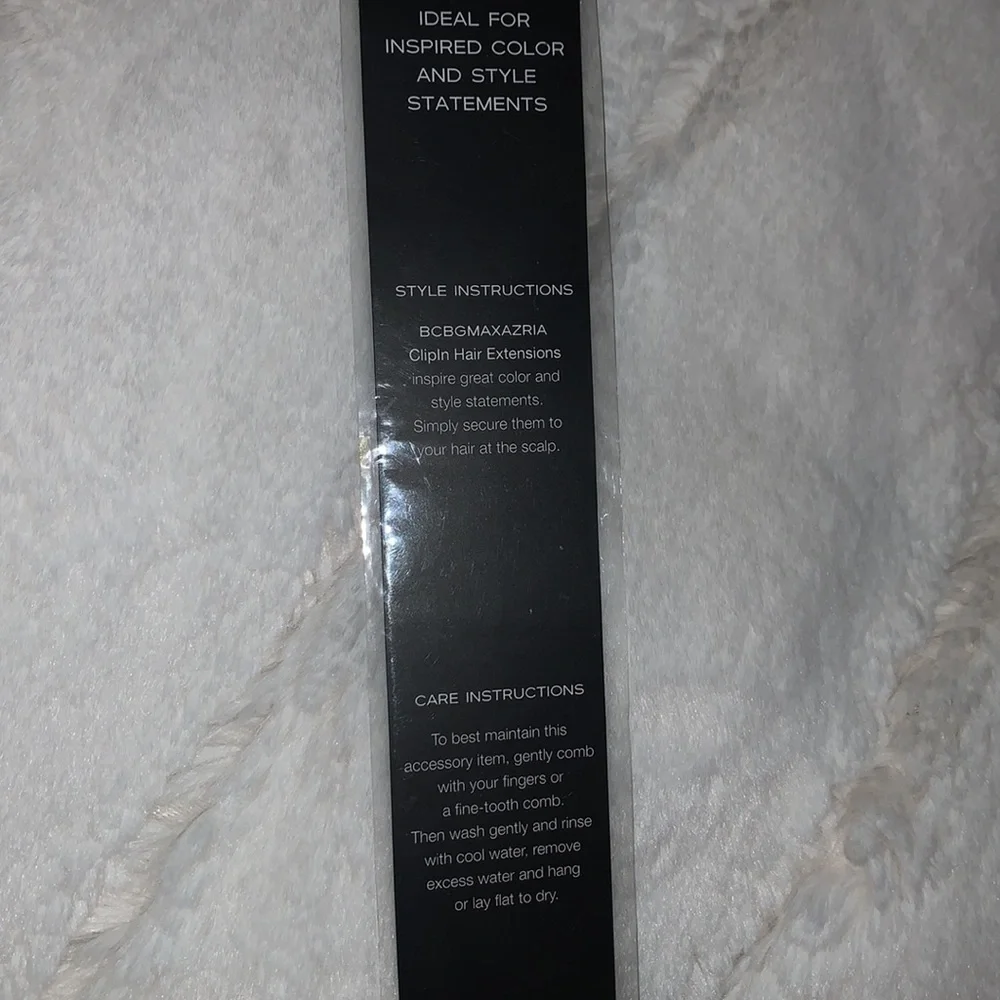 IDEAL FOR
INSPIRED COLOR
AND STYLE
STATEMENTS
STYLE INSTRUCTIONS
BCBGMAXAZRIA
ClipIn Hair Extensions
inspire great color and
style statements.
Simply secure them to
your hair at the scalp.
CARE INSTRUCTIONS
To best maintain this
accessory item, gently comb
with your fingers or
a fine-tooth comb.
Then wash gently and rinse
with cool water, remove
excess water and hang
or lay flat to dry.